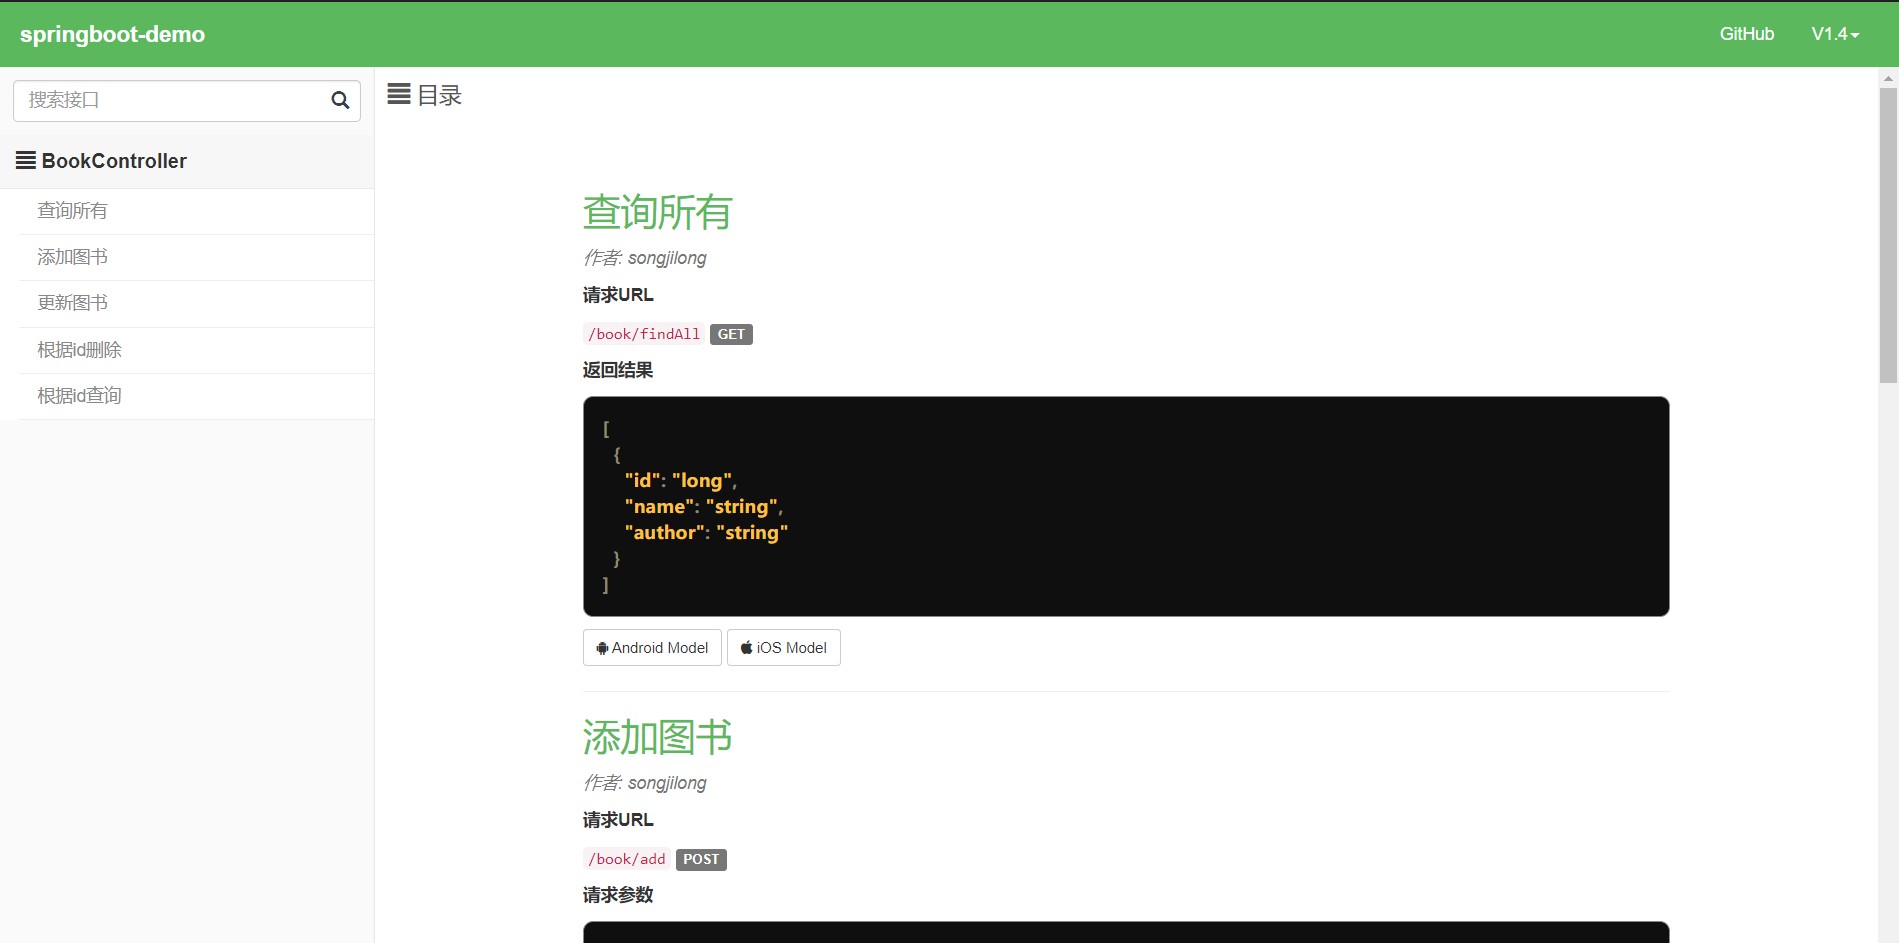 springboot-demo
GitHub
V1.4
搜索接口
BookController
查询所有
添加图书
更新图书
根据id删除
根据id查询
目录
查询所有
作者: songjilong
请求URL
/book/findAll GET
返回结果
[
{
"id": "long",
"name": "string",
"author": "string"
}
]
Android Model
iOS Model
添加图书
作者: songjilong
请求URL
/book/add POST
请求参数